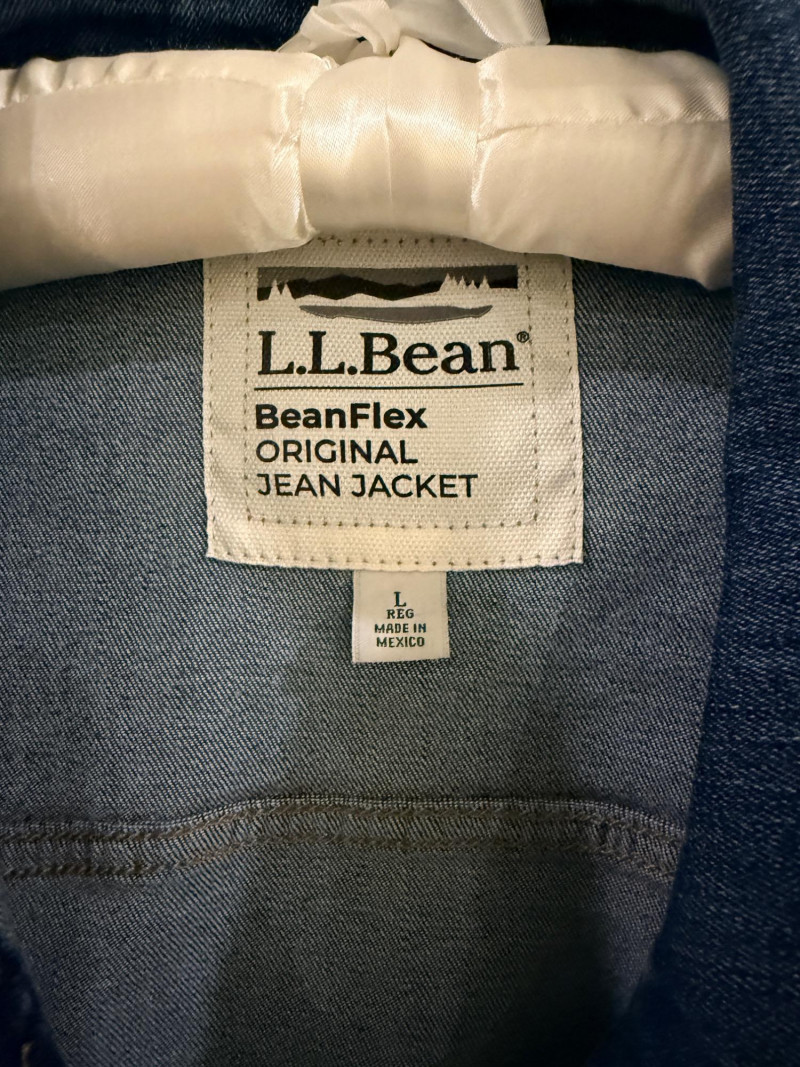 L.L.Bean®
BeanFlex
ORIGINAL
JEAN JACKET
L
REG
MADE IN
MEXICO